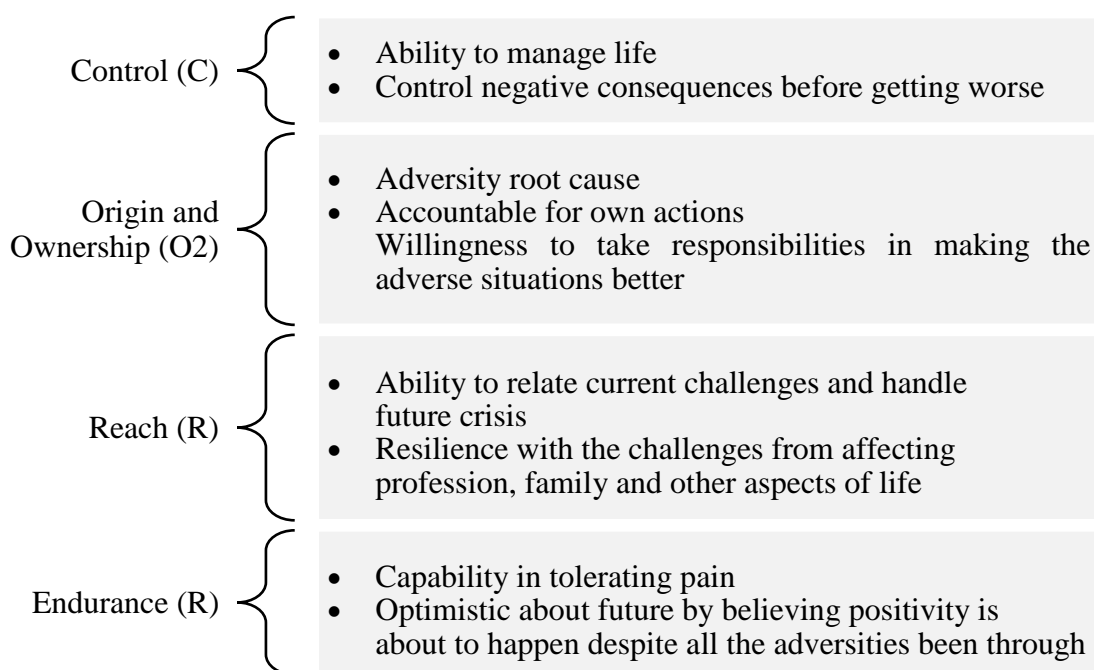 Control (C)
• Ability to manage life
• Control negative consequences before getting worse
Origin and
Ownership (O2)
• Adversity root cause
• Accountable for own actions
Willingness to take responsibilities in making the
adverse situations better
Reach (R)
• Ability to relate current challenges and handle
future crisis
• Resilience with the challenges from affecting
profession, family and other aspects of life
Endurance (R)
• Capability in tolerating pain
• Optimistic about future by believing positivity is
about to happen despite all the adversities been through